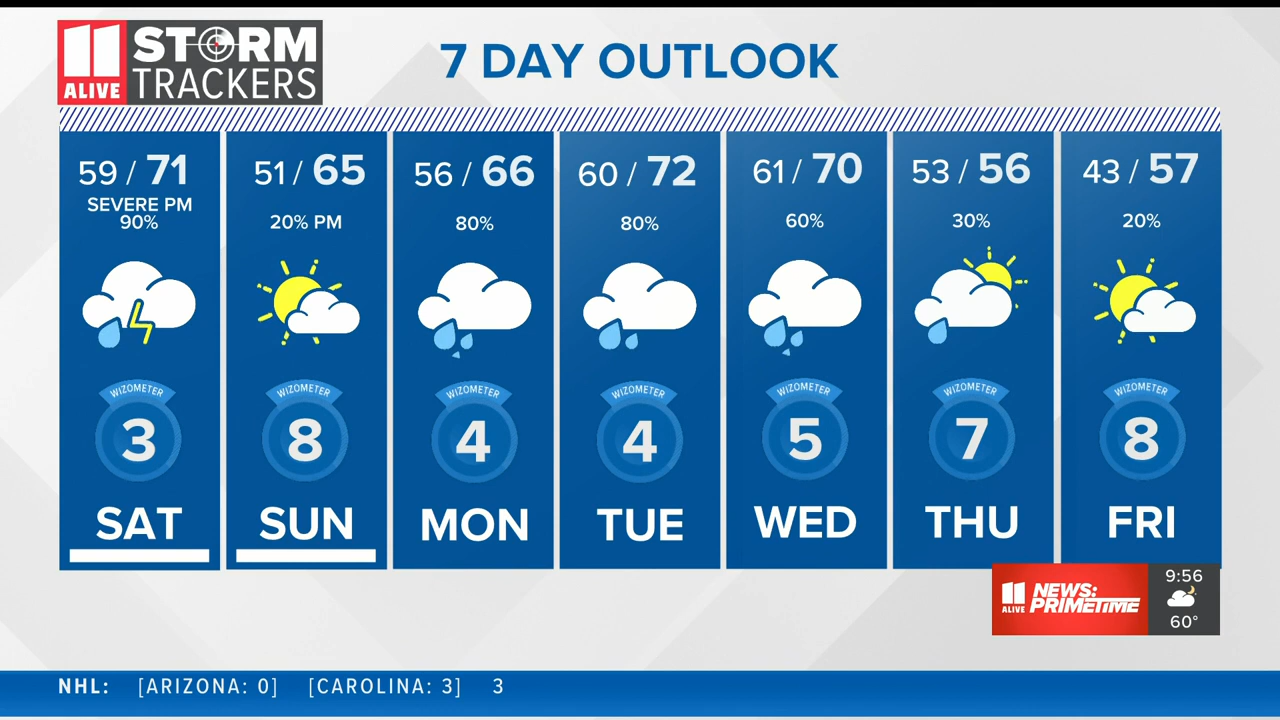 11 ALIVE
STORM TRACKERS
7 DAY OUTLOOK
59 / 71
SEVERE PM
90%
WIZOMETER
3
SAT
51 / 65
20% PM
WIZOMETER
8
SUN
56 / 66
80%
WIZOMETER
4
MON
60 / 72
80%
WIZOMETER
4
TUE
61 / 70
60%
WIZOMETER
5
WED
53 / 56
30%
WIZOMETER
7
THU
43 / 57
20%
WIZOMETER
8
FRI
11 ALIVE
NEWS:
PRIMETIME
9:56
60°
NHL: [ARIZONA: 0] [CAROLINA: 3] 3